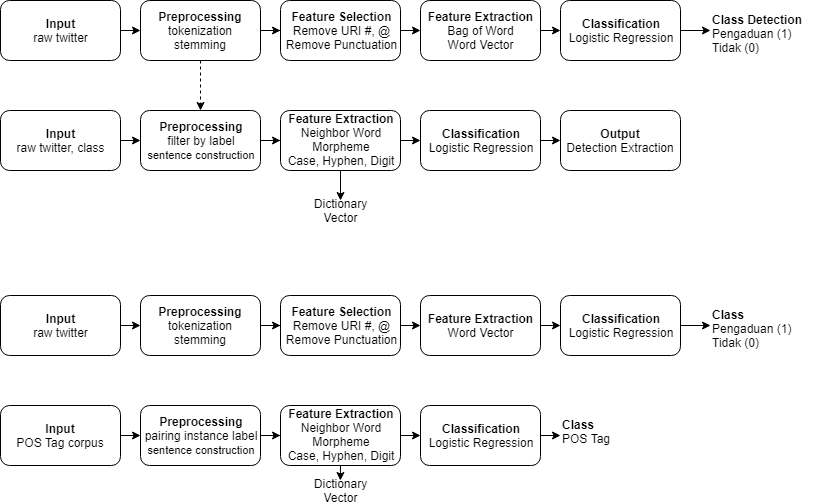 Input
raw twitter
Preprocessing
tokenization
stemming
Feature Selection
Remove URI #, @
Remove Punctuation
Feature Extraction
Bag of Word
Word Vector
Classification
Logistic Regression
Class Detection
Pengaduan (1)
Tidak (0)
Input
raw twitter, class
Preprocessing
filter by label
sentence construction
Feature Extraction
Neighbor Word
Morpheme
Case, Hyphen, Digit
Classification
Logistic Regression
Output
Detection Extraction
Dictionary
Vector
Input
raw twitter
Preprocessing
tokenization
stemming
Feature Selection
Remove URI #, @
Remove Punctuation
Feature Extraction
Word Vector
Classification
Logistic Regression
Class
Pengaduan (1)
Tidak (0)
Input
POS Tag corpus
Preprocessing
pairing instance label
sentence construction
Feature Extraction
Neighbor Word
Morpheme
Case, Hyphen, Digit
Classification
Logistic Regression
Class
POS Tag
Dictionary
Vector